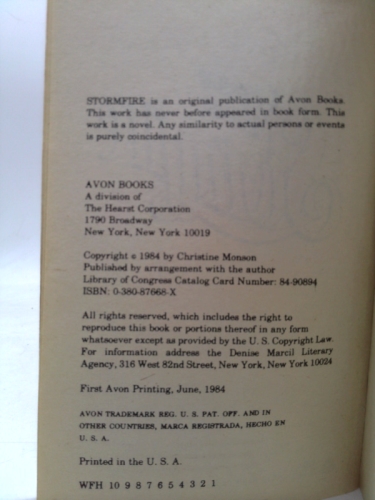 STORMFIRE is an original publication of Avon Books.
This work has never before appeared in book form. This
work is a novel. Any similarity to actual persons or events
is purely coincidental.
AVON BOOKS
A division of
The Hearst Corporation
1790 Broadway
New York, New York 10019
Copyright © 1984 by Christine Monson
Published by arrangement with the author
Library of Congress Catalog Card Number: 84-90894
ISBN: 0-380-87668-X
All rights reserved, which includes the right to
reproduce this book or portions thereof in any form
whatsoever except as provided by the U. S. Copyright Law.
For information address the Denise Marcil Literary
Agency, 316 West 82nd Street, New York, New York 10024
First Avon Printing, June, 1984
AVON TRADEMARK REG. U. S. PAT. OFF. AND IN
OTHER COUNTRIES, MARCA REGISTRADA, HECHO EN
U. S. A.
Printed in the U. S. A.
WFH 10 9 8 7 6 5 4 3 2 1